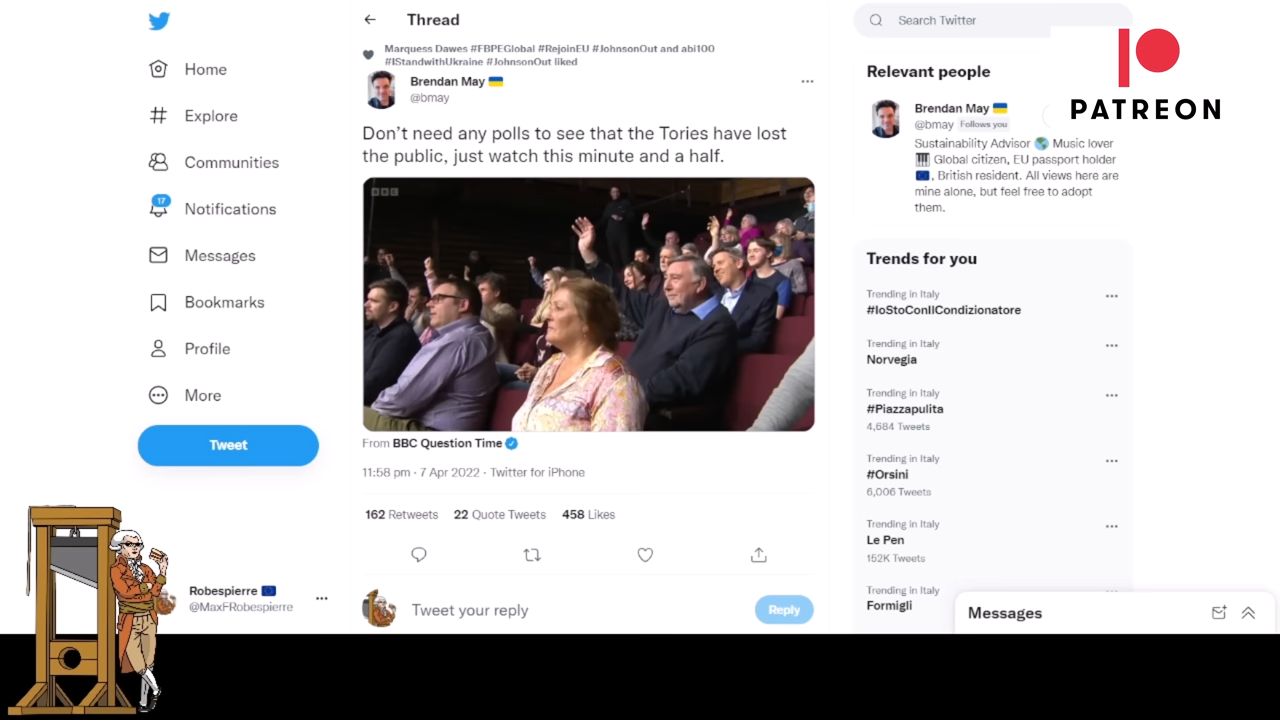 Thread
Search Twitter
Marquess Dawes #FBPEGlobal #RejoinEU #JohnsonOut and abi100
#IStandwithUkraine #JohnsonOut liked
Brendan May
@bmay
Don't need any polls to see that the Tories have lost
the public, just watch this minute and a half.
BBC
From BBC Question Time
11:58 pm · 7 Apr 2022 · Twitter for iPhone
162 Retweets 22 Quote Tweets 458 Likes
Tweet your reply
Reply
Home
Explore
Communities
17
Notifications
Messages
Bookmarks
Profile
More
Tweet
Robespierre
@MaxFRobespierre
PATREON
Relevant people
Brendan May
@bmay Follows you
Sustainability Advisor Music lover
Global citizen, EU passport holder
, British resident. All views here are
mine alone, but feel free to adopt
them.
Trends for you
Trending in Italy
#IoStoConIlCondizionatore
Trending in Italy
Norvegia
Trending in Italy
#Piazzapulita
4,684 Tweets
Trending in Italy
#Orsini
6,006 Tweets
Trending in Italy
Le Pen
152K Tweets
Trending in Italy
Formigli
Messages